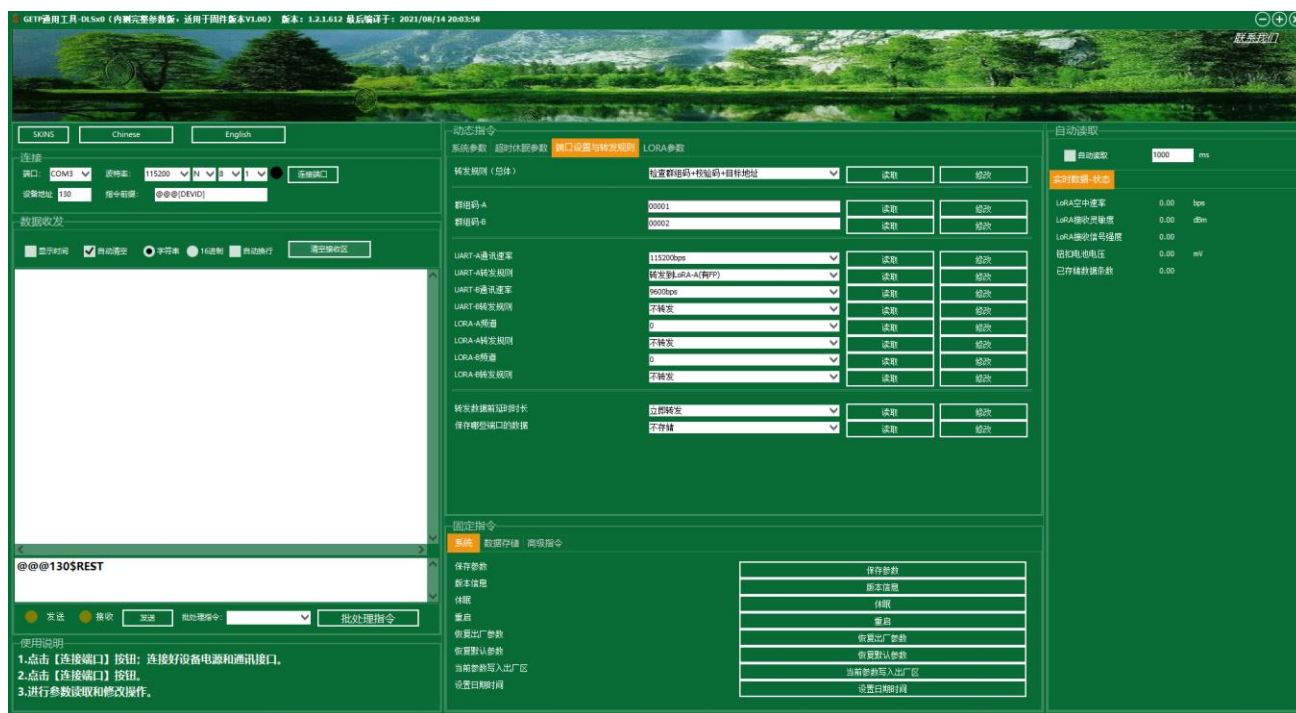 GETP通用工具-DLSx0（内测完整参数版，适用于固件版本V1.00） 版本：1.2.1.612 最后编译于：2021/08/14 20:03:58
联系我们
SKINS Chinese English
连接
端口: COM3 波特率: 115200 N 8 1 连接端口
设备地址 130 指令前缀: @@@[DEVID]
数据收发
显示时间 自动清空 字符串 16进制 自动换行 清空接收区
@@@130$REST
发送 接收 发送 批处理指令: 批处理指令
使用说明
1.点击【连接端口】按钮；连接好设备电源和通讯接口。
2.点击【连接端口】按钮。
3.进行参数读取和修改操作。
动态指令
系统参数 超时休眠参数 端口设置与转发规则 LORA参数
转发规则（总体） 检查群组码+校验码+目标地址 读取 修改
群组码-A 00001 读取 修改
群组码-B 00002 读取 修改
UART-A通讯速率 115200bps 读取 修改
UART-A转发规则 转发到LoRA-A(有FP) 读取 修改
UART-B通讯速率 9600bps 读取 修改
UART-B转发规则 不转发 读取 修改
LORA-A频道 0 读取 修改
LORA-A转发规则 不转发 读取 修改
LORA-B频道 0 读取 修改
LORA-B转发规则 不转发 读取 修改
转发数据前延时时长 立即转发 读取 修改
保存哪些端口的数据 不存储 读取 修改
固定指令
系统 数据存储 高级指令
保存参数 保存参数
版本信息 版本信息
休眠 休眠
重启 重启
恢复出厂参数 恢复出厂参数
恢复默认参数 恢复默认参数
当前参数写入出厂区 当前参数写入出厂区
设置日期时间 设置日期时间
自动读取
自动读取 1000 ms
实时数据-状态
LoRA空中速率 0.00 bps
LoRA接收灵敏度 0.00 dBm
LoRA接收信号强度 0.00
纽扣电池电压 0.00 mV
已存储数据条数 0.00